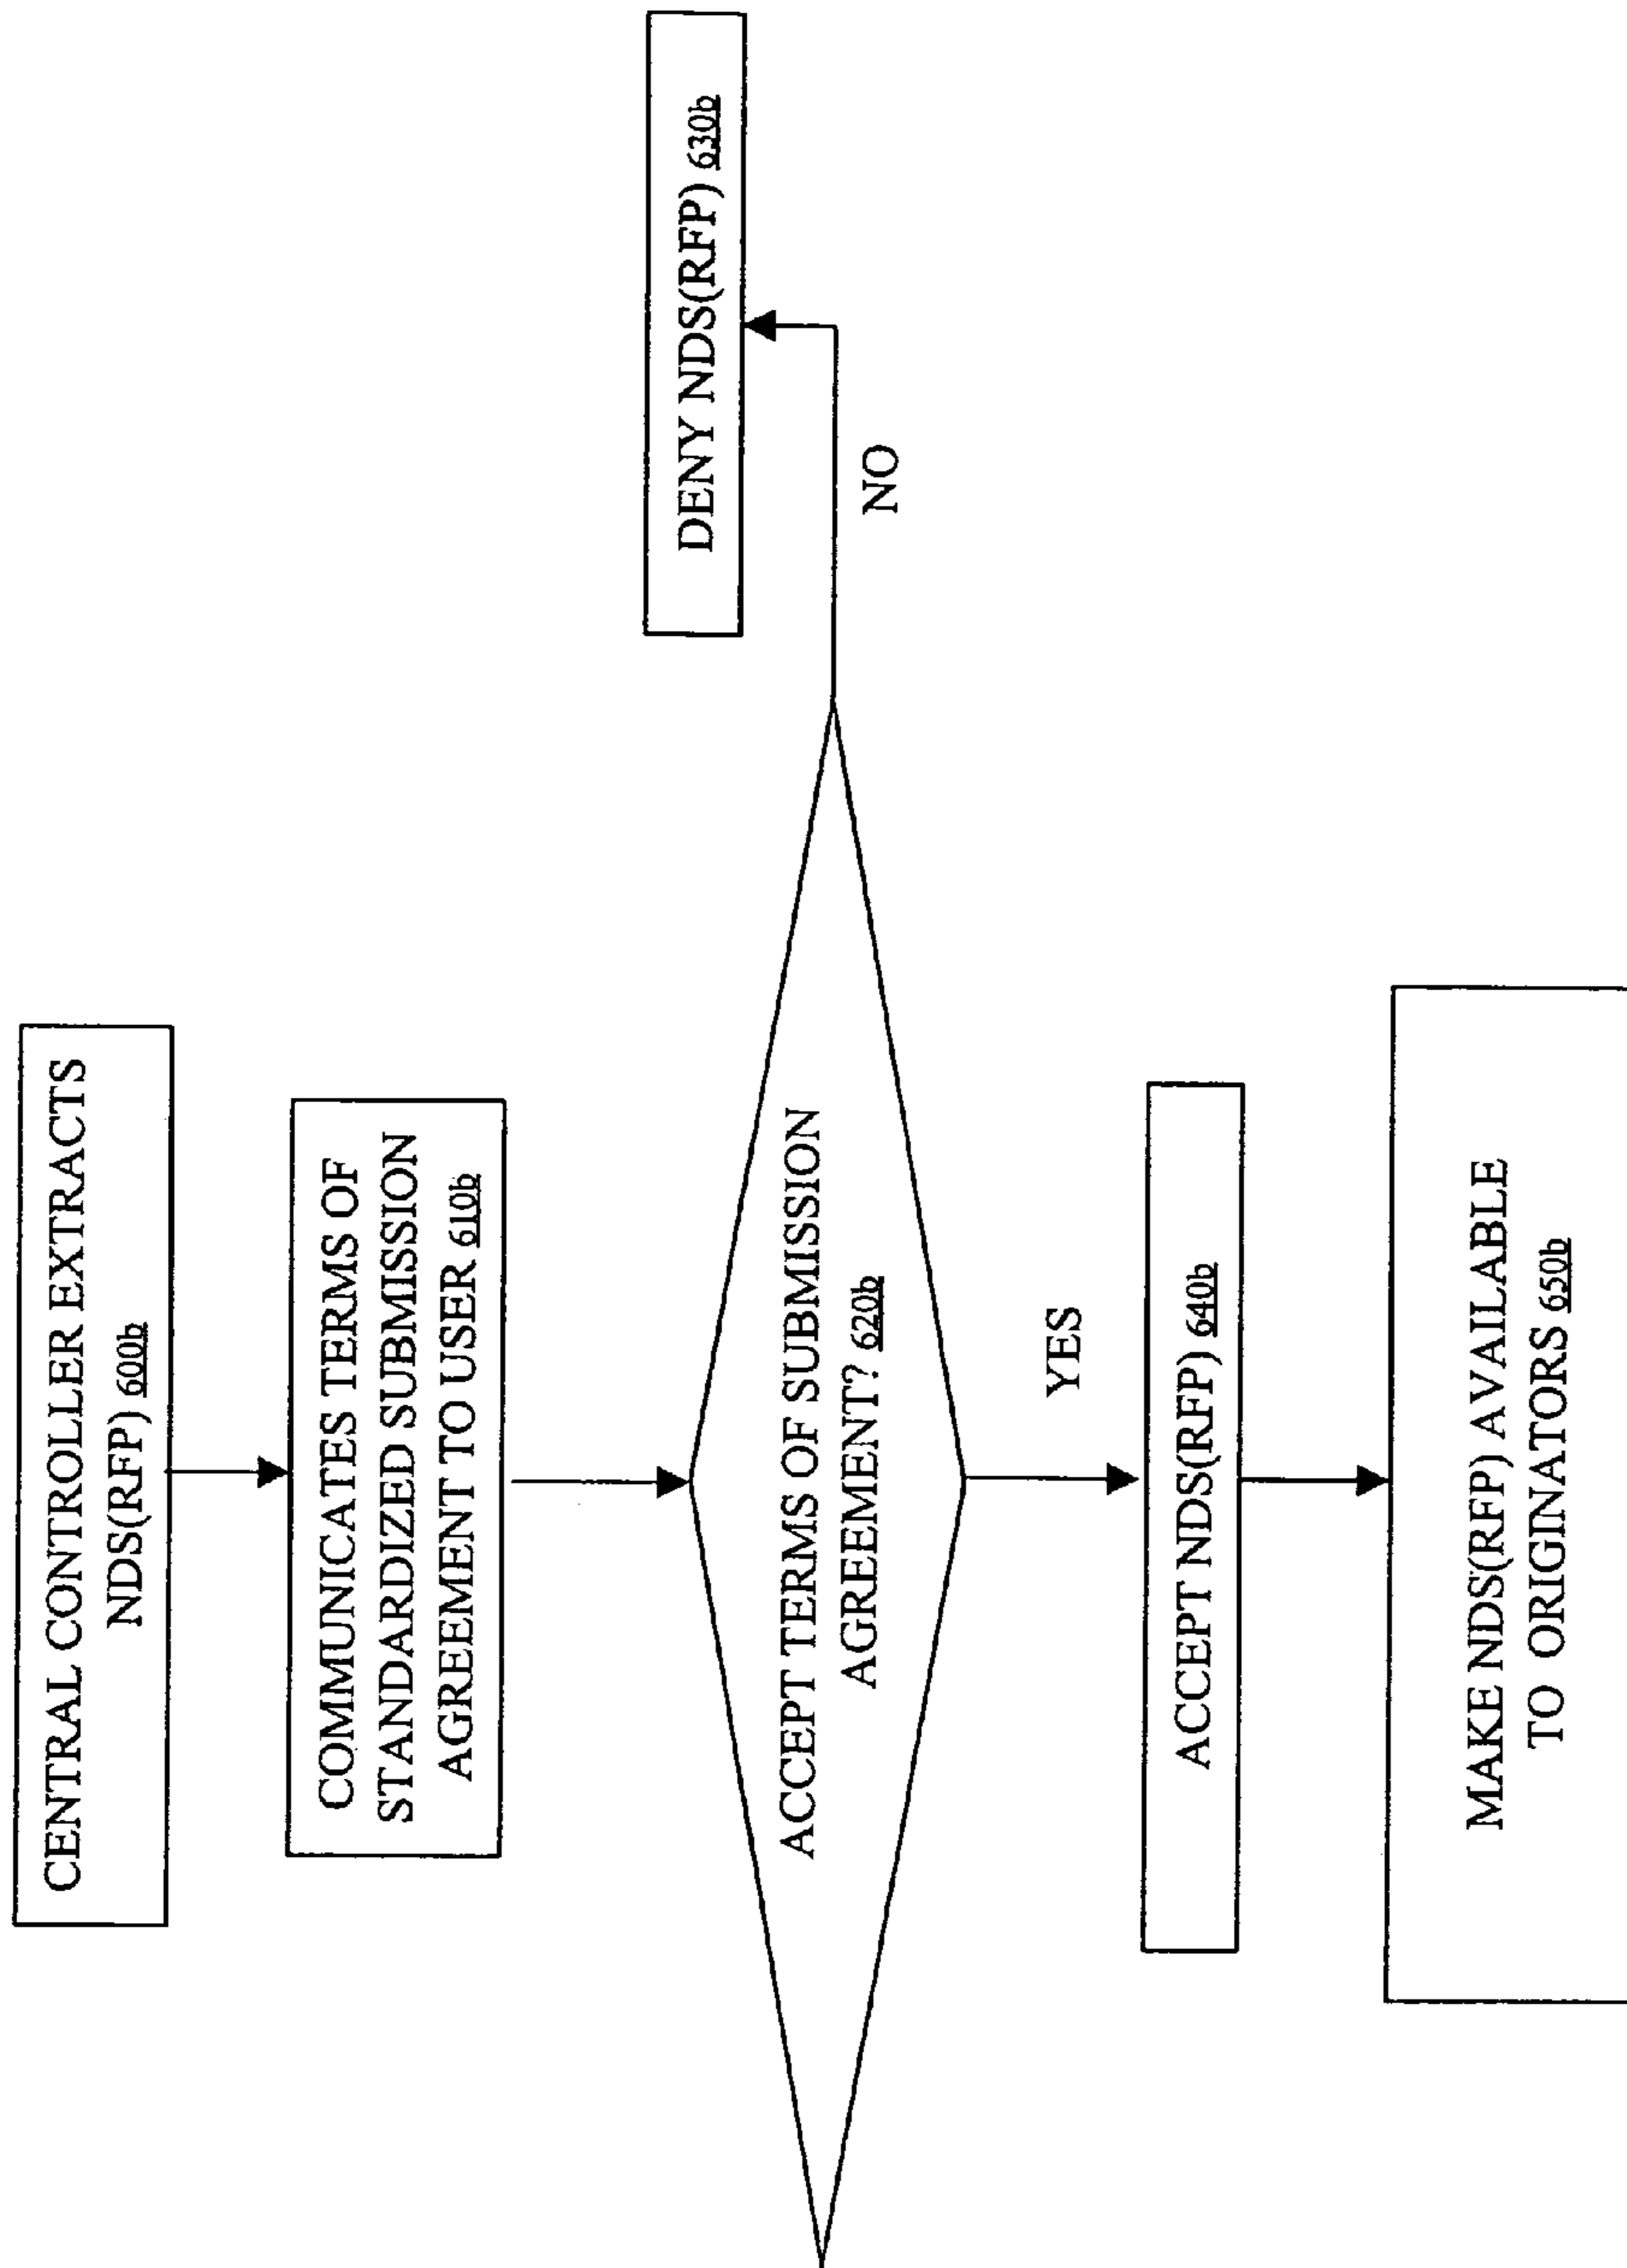 CENTRAL CONTROLLER EXTRACTS
NDS(RFP) 600b
COMMUNICATES TERMS OF
STANDARDIZED SUBMISSION
AGREEMENT TO USER 610b
ACCEPT TERMS OF SUBMISSION
AGREEMENT? 620b
NO
DENY NDS(RFP) 630b
YES
ACCEPT NDS(RFP) 640b
MAKE NDS(RFP) AVAILABLE
TO ORIGINATORS 650b